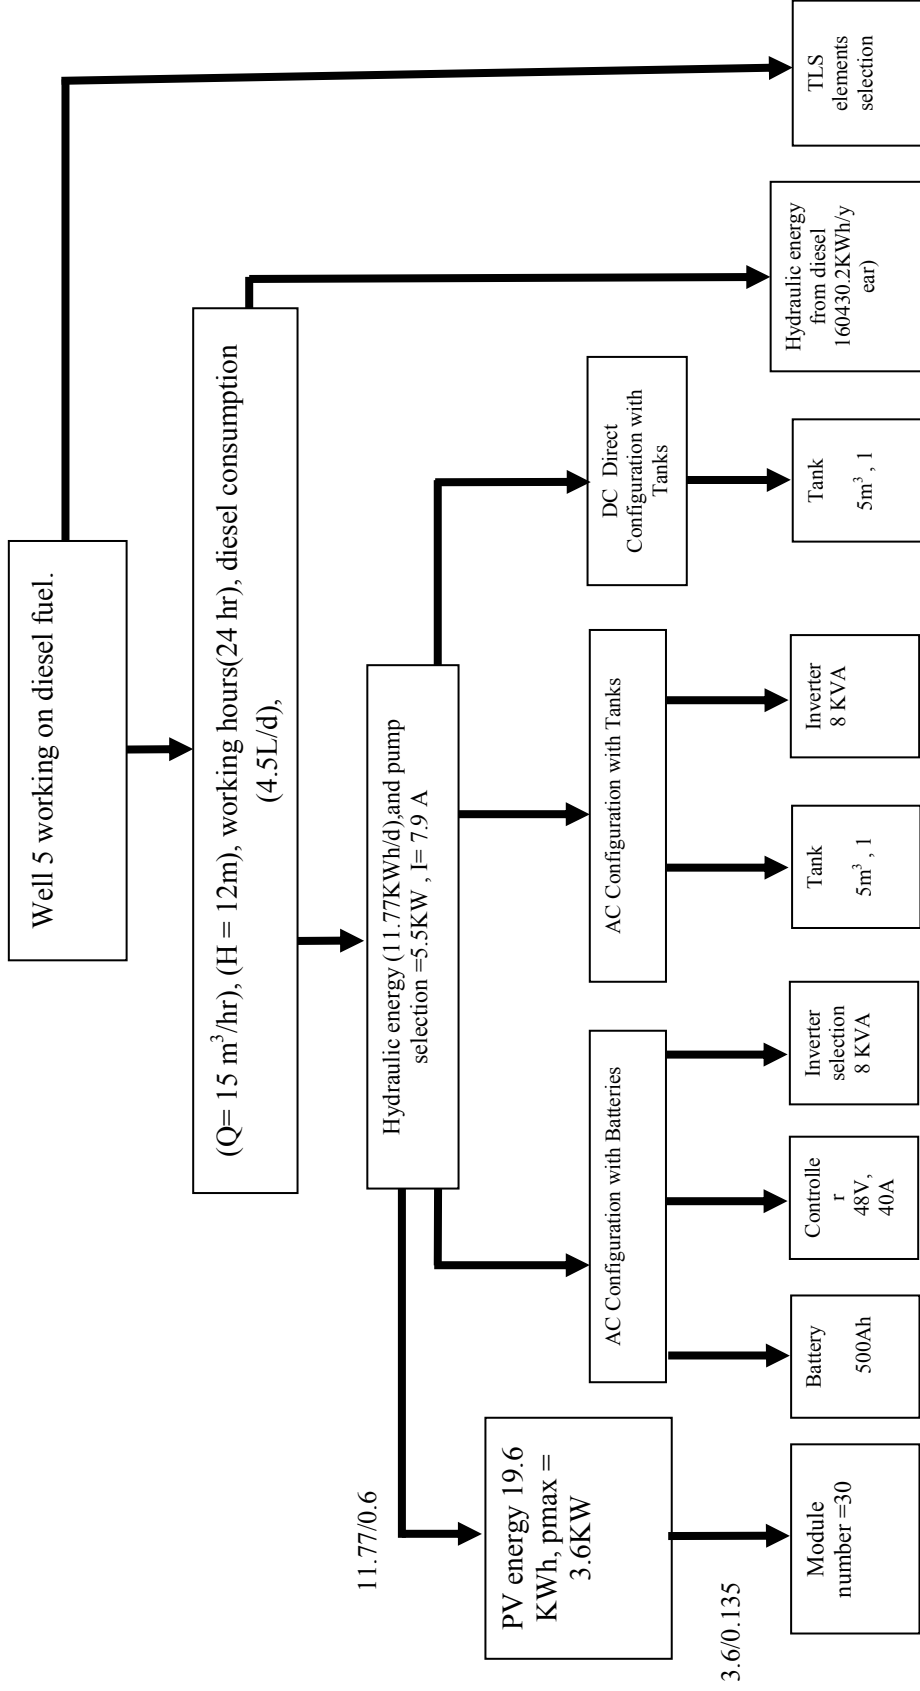 Well 5 working on diesel fuel.
(Q= 15 m³/hr), (H = 12m), working hours(24 hr), diesel consumption
(4.5L/d),
Hydraulic energy (11.77KWh/d),and pump
selection =5.5KW , I= 7.9 A
11.77/0.6
PV energy 19.6
KWh, pmax =
3.6KW
AC Configuration with Batteries
AC Configuration with Tanks
DC Direct
Configuration with
Tanks
3.6/0.135
Module
number =30
Battery
500Ah
Controlle
r
48V,
40A
Inverter
selection
8 KVA
Tank
5m³ , 1
Inverter
8 KVA
Tank
5m³ , 1
Hydraulic energy
from diesel
160430.2KWh/y
ear)
TLS
elements
selection